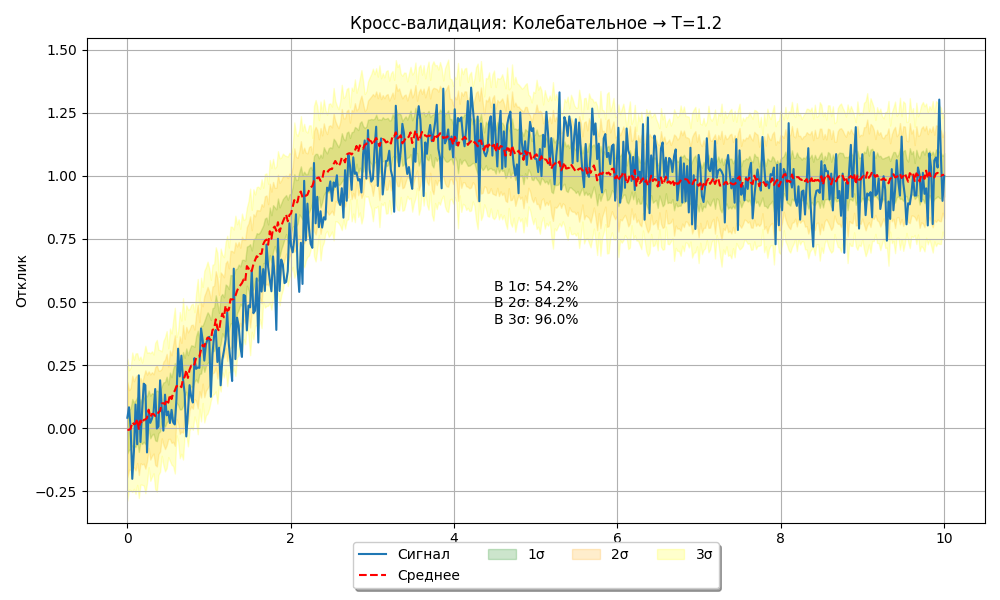 Кросс-валидация: Колебательное → T=1.2
Отклик
1.50
1.25
1.00
0.75
0.50
0.25
0.00
−0.25
В 1σ: 54.2%
В 2σ: 84.2%
В 3σ: 96.0%
0 2 4 6 8 10
Сигнал 1σ 2σ 3σ
Среднее